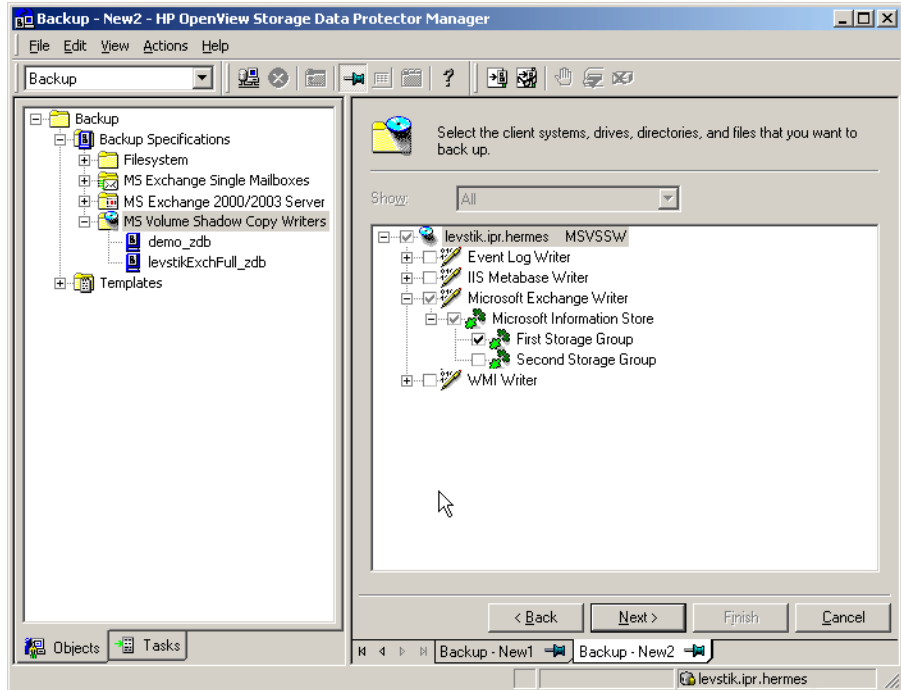 Backup - New2 - HP OpenView Storage Data Protector Manager
File Edit View Actions Help
Backup
Backup
Backup Specifications
Filesystem
MS Exchange Single Mailboxes
MS Exchange 2000/2003 Server
MS Volume Shadow Copy Writers
demo_zdb
levstikExchFull_zdb
Templates
Objects Tasks
Select the client systems, drives, directories, and files that you want to
back up.
Show: All
levstik.ipr.hermes MSVSSW
Event Log Writer
IIS Metabase Writer
Microsoft Exchange Writer
Microsoft Information Store
First Storage Group
Second Storage Group
WMI Writer
< Back Next > Finish Cancel
Backup - New1 Backup - New2
levstik.ipr.hermes